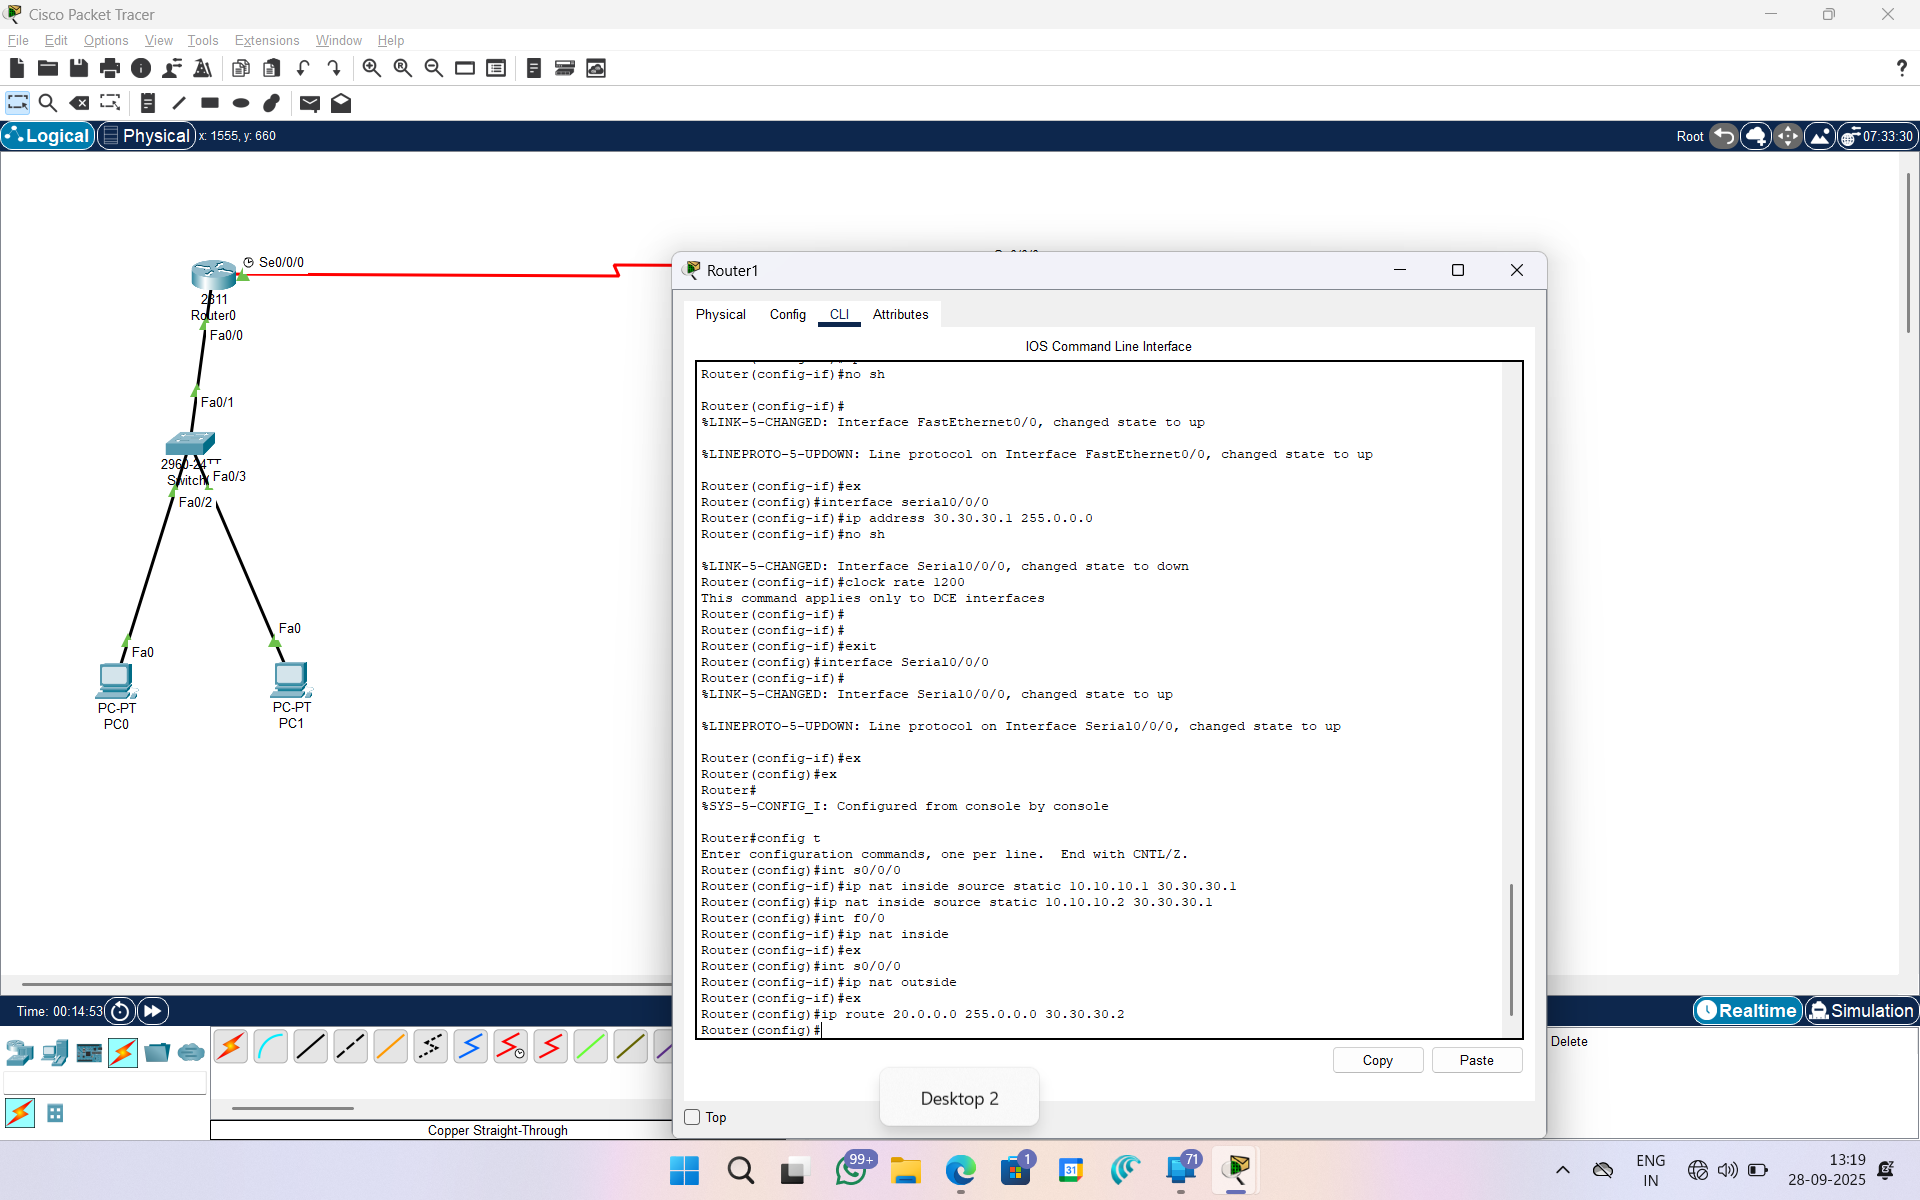 Cisco Packet Tracer
File Edit Options View Tools Extensions Window Help
?
Logical Physical x: 1555, y: 660
Root 07:33:30
Se0/0/0
2811
Router0
Fa0/0
Fa0/1
2960-24TT
Switch
Fa0/3
Fa0/2
Fa0
Fa0
PC-PT
PC0
PC-PT
PC1
Router1
Physical Config CLI Attributes
IOS Command Line Interface
Router(config-if)#no sh
Router(config-if)#
%LINK-5-CHANGED: Interface FastEthernet0/0, changed state to up
%LINEPROTO-5-UPDOWN: Line protocol on Interface FastEthernet0/0, changed state to up
Router(config-if)#ex
Router(config)#interface serial0/0/0
Router(config-if)#ip address 30.30.30.1 255.0.0.0
Router(config-if)#no sh
%LINK-5-CHANGED: Interface Serial0/0/0, changed state to down
Router(config-if)#clock rate 1200
This command applies only to DCE interfaces
Router(config-if)#
Router(config-if)#
Router(config-if)#exit
Router(config)#interface Serial0/0/0
Router(config-if)#
%LINK-5-CHANGED: Interface Serial0/0/0, changed state to up
%LINEPROTO-5-UPDOWN: Line protocol on Interface Serial0/0/0, changed state to up
Router(config-if)#ex
Router(config)#ex
Router#
%SYS-5-CONFIG_I: Configured from console by console
Router#config t
Enter configuration commands, one per line. End with CNTL/Z.
Router(config)#int s0/0/0
Router(config-if)#ip nat inside source static 10.10.10.1 30.30.30.1
Router(config)#ip nat inside source static 10.10.10.2 30.30.30.1
Router(config)#int f0/0
Router(config-if)#ip nat inside
Router(config-if)#ex
Router(config)#int s0/0/0
Router(config-if)#ip nat outside
Router(config-if)#ex
Router(config)#ip route 20.0.0.0 255.0.0.0 30.30.30.2
Router(config)#
Copy Paste
Top
Time: 00:14:53
Realtime Simulation
Delete
Copper Straight-Through
Desktop 2
99+
1
31
71
ENG
IN
13:19
28-09-2025